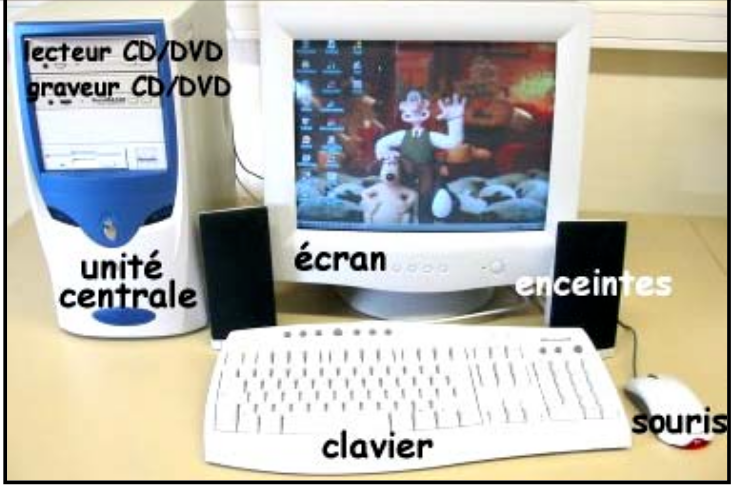 lecteur CD/DVD
graveur CD/DVD
unité
centrale
écran
enceintes
clavier
souris